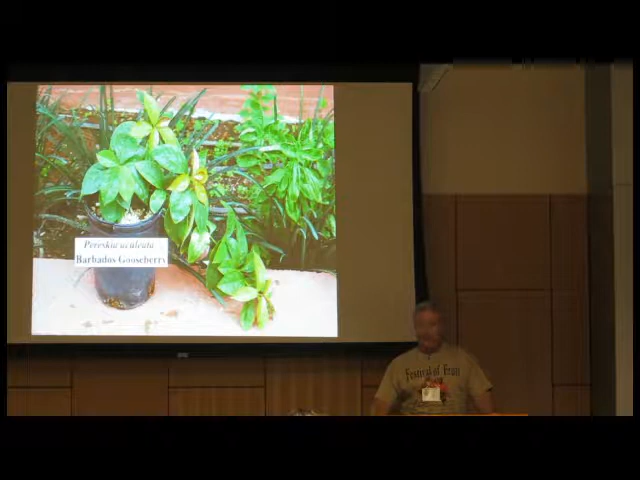 Pereskia aculeata
Barbados Gooseberry
Festival of Fruit